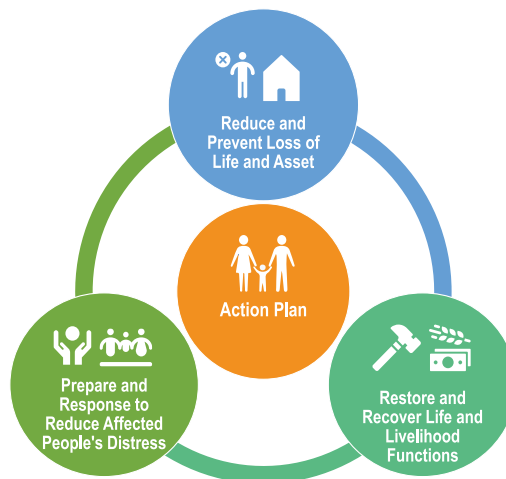 Reduce and
Prevent Loss of
Life and Asset
Action Plan
Prepare and
Response to
Reduce Affected
People's Distress
Restore and
Recover Life and
Livelihood
Functions